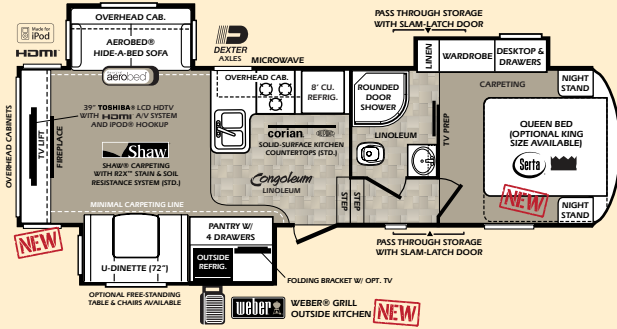 Made for
iPod
HDMI
OVERHEAD CAB.
AEROBED®
HIDE-A-BED SOFA
aerobed
DEXTER
AXLES
MICROWAVE
OVERHEAD CAB.
8' CU.
REFRIG.
PASS THROUGH STORAGE
WITH SLAM-LATCH DOOR
LINEN
WARDROBE
DESKTOP &
DRAWERS
CARPETING
NIGHT
STAND
ROUNDED
DOOR
SHOWER
LINOLEUM
TV PREP
QUEEN BED
(OPTIONAL KING
SIZE AVAILABLE)
Serta
NEW
NIGHT
STAND
OVERHEAD CABINETS
TV LIFT
FIREPLACE
39" TOSHIBA® LCD HDTV
WITH HDMI A/V SYSTEM
AND IPOD® HOOKUP
Shaw
SHAW® CARPETING
WITH R2X™ STAIN & SOIL
RESISTANCE SYSTEM (STD.)
corian
SOLID-SURFACE KITCHEN
COUNTERTOPS (STD.)
Congoleum
LINOLEUM
STEP
STEP
MINIMAL CARPETING LINE
NEW
PANTRY W/
4 DRAWERS
OUTSIDE
REFRIG.
U-DINETTE (72")
OPTIONAL FREE-STANDING
TABLE & CHAIRS AVAILABLE
FOLDING BRACKET W/ OPT. TV
PASS THROUGH STORAGE
WITH SLAM-LATCH DOOR
weber
WEBER® GRILL
OUTSIDE KITCHEN
NEW